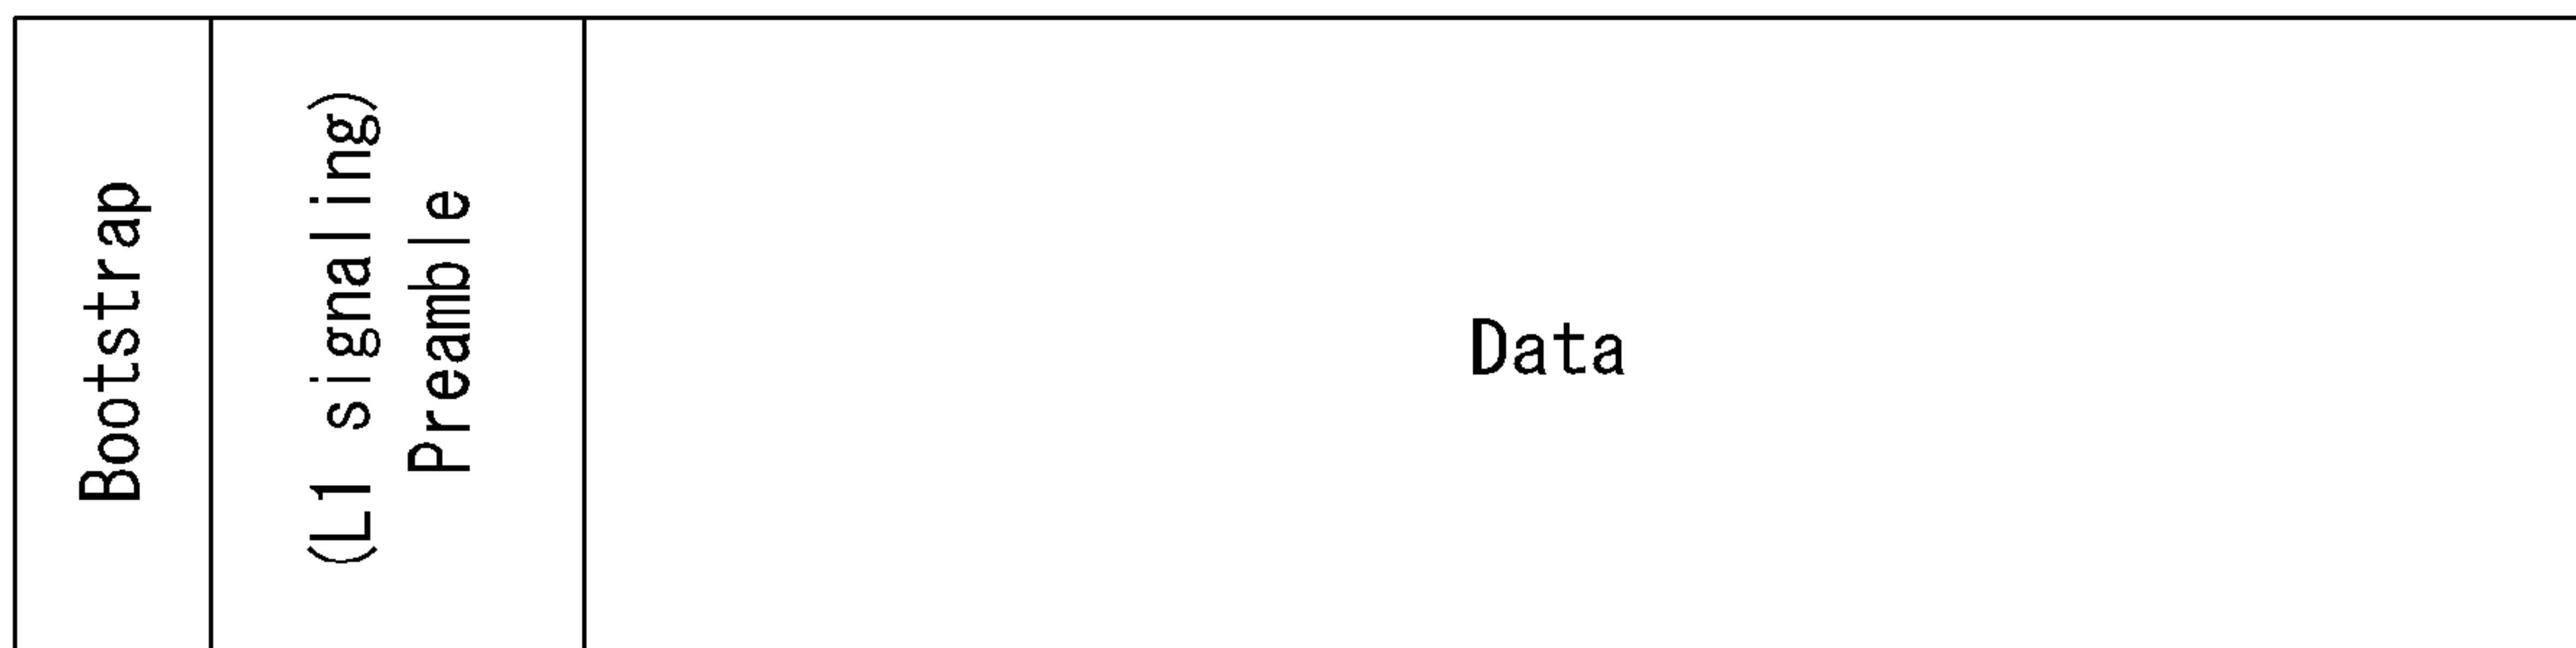 Bootstrap
(L1 signaling)
Preamble
Data